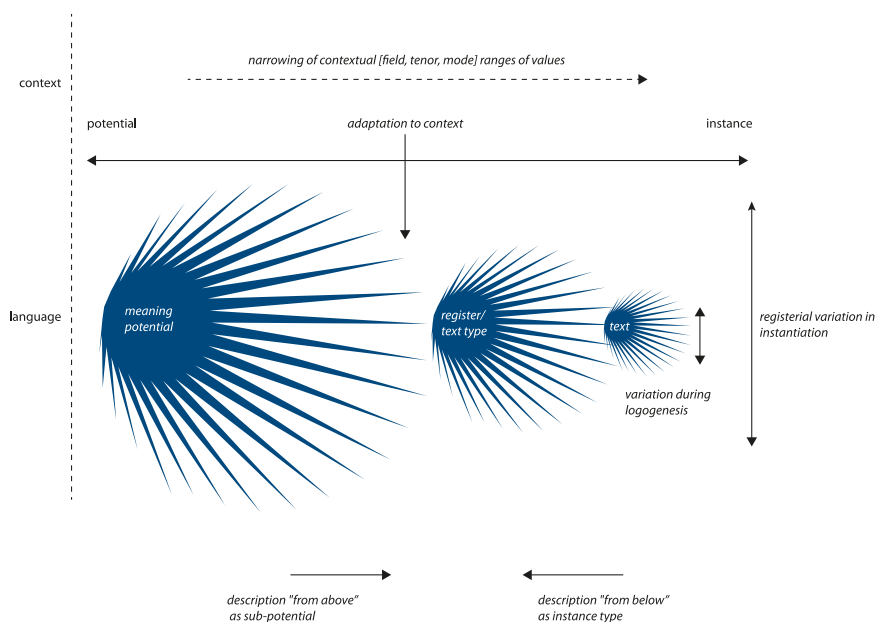 narrowing of contextual [field, tenor, mode] ranges of values
context
potential
adaptation to context
instance
meaning
potential
register/
text type
text
language
registerial variation in
instantiation
variation during
logogenesis
description "from above"
as sub-potential
description "from below"
as instance type